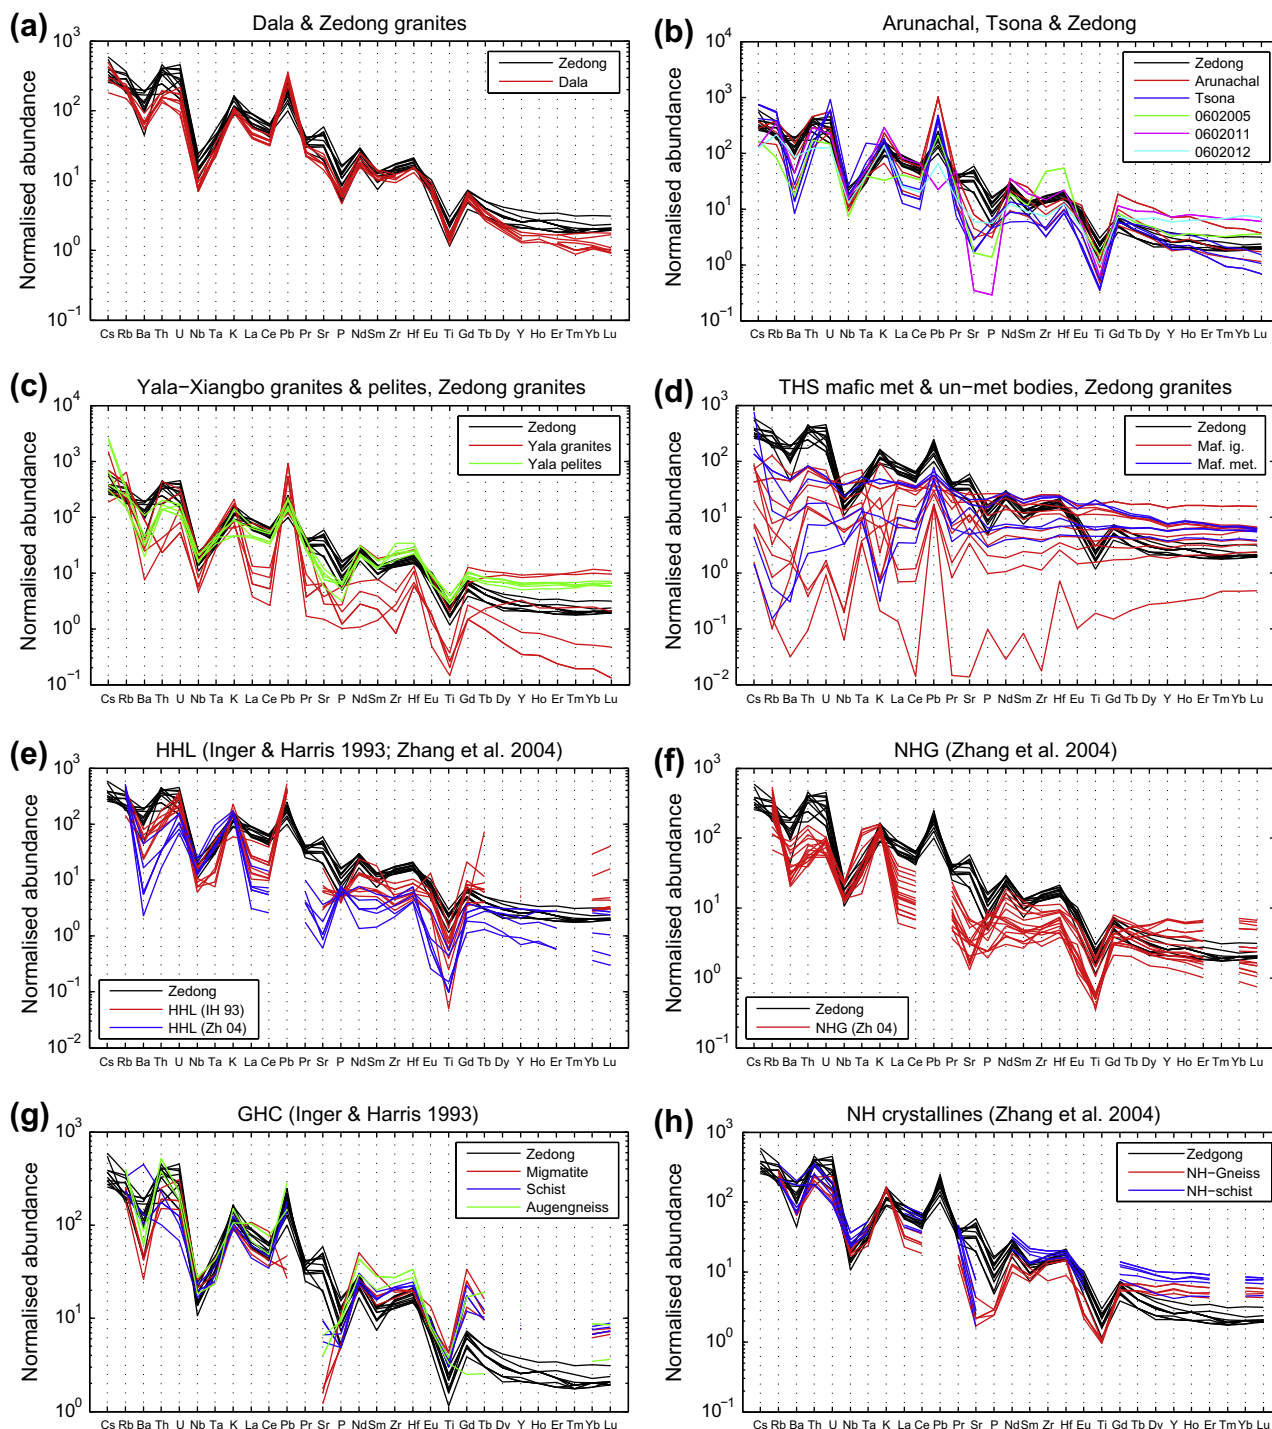 (a)
Dala & Zedong granites
Normalised abundance
10^3
10^2
10^1
10^0
10^−1
Zedong
Dala
Cs Rb Ba Th U Nb Ta K La Ce Pb Pr Sr P Nd Sm Zr Hf Eu Ti Gd Tb Dy Y Ho Er Tm Yb Lu
(b)
Arunachal, Tsona & Zedong
Normalised abundance
10^4
10^3
10^2
10^1
10^0
10^−1
Zedong
Arunachal
Tsona
0602005
0602011
0602012
Cs Rb Ba Th U Nb Ta K La Ce Pb Pr Sr P Nd Sm Zr Hf Eu Ti Gd Tb Dy Y Ho Er Tm Yb Lu
(c)
Yala−Xiangbo granites & pelites, Zedong granites
Normalised abundance
10^4
10^3
10^2
10^1
10^0
10^−1
Zedong
Yala granites
Yala pelites
Cs Rb Ba Th U Nb Ta K La Ce Pb Pr Sr P Nd Sm Zr Hf Eu Ti Gd Tb Dy Y Ho Er Tm Yb Lu
(d)
THS mafic met & un−met bodies, Zedong granites
Normalised abundance
10^3
10^2
10^1
10^0
10^−1
10^−2
Zedong
Maf. ig.
Maf. met.
Cs Rb Ba Th U Nb Ta K La Ce Pb Pr Sr P Nd Sm Zr Hf Eu Ti Gd Tb Dy Y Ho Er Tm Yb Lu
(e)
HHL (Inger & Harris 1993; Zhang et al. 2004)
Normalised abundance
10^3
10^2
10^1
10^0
10^−1
10^−2
Zedong
HHL (IH 93)
HHL (Zh 04)
Cs Rb Ba Th U Nb Ta K La Ce Pb Pr Sr P Nd Sm Zr Hf Eu Ti Gd Tb Dy Y Ho Er Tm Yb Lu
(f)
NHG (Zhang et al. 2004)
Normalised abundance
10^3
10^2
10^1
10^0
10^−1
Zedong
NHG (Zh 04)
Cs Rb Ba Th U Nb Ta K La Ce Pb Pr Sr P Nd Sm Zr Hf Eu Ti Gd Tb Dy Y Ho Er Tm Yb Lu
(g)
GHC (Inger & Harris 1993)
Normalised abundance
10^3
10^2
10^1
10^0
Zedong
Migmatite
Schist
Augengneiss
Cs Rb Ba Th U Nb Ta K La Ce Pb Pr Sr P Nd Sm Zr Hf Eu Ti Gd Tb Dy Y Ho Er Tm Yb Lu
(h)
NH crystallines (Zhang et al. 2004)
Normalised abundance
10^3
10^2
10^1
10^0
10^−1
Zedgong
NH−Gneiss
NH−schist
Cs Rb Ba Th U Nb Ta K La Ce Pb Pr Sr P Nd Sm Zr Hf Eu Ti Gd Tb Dy Y Ho Er Tm Yb Lu